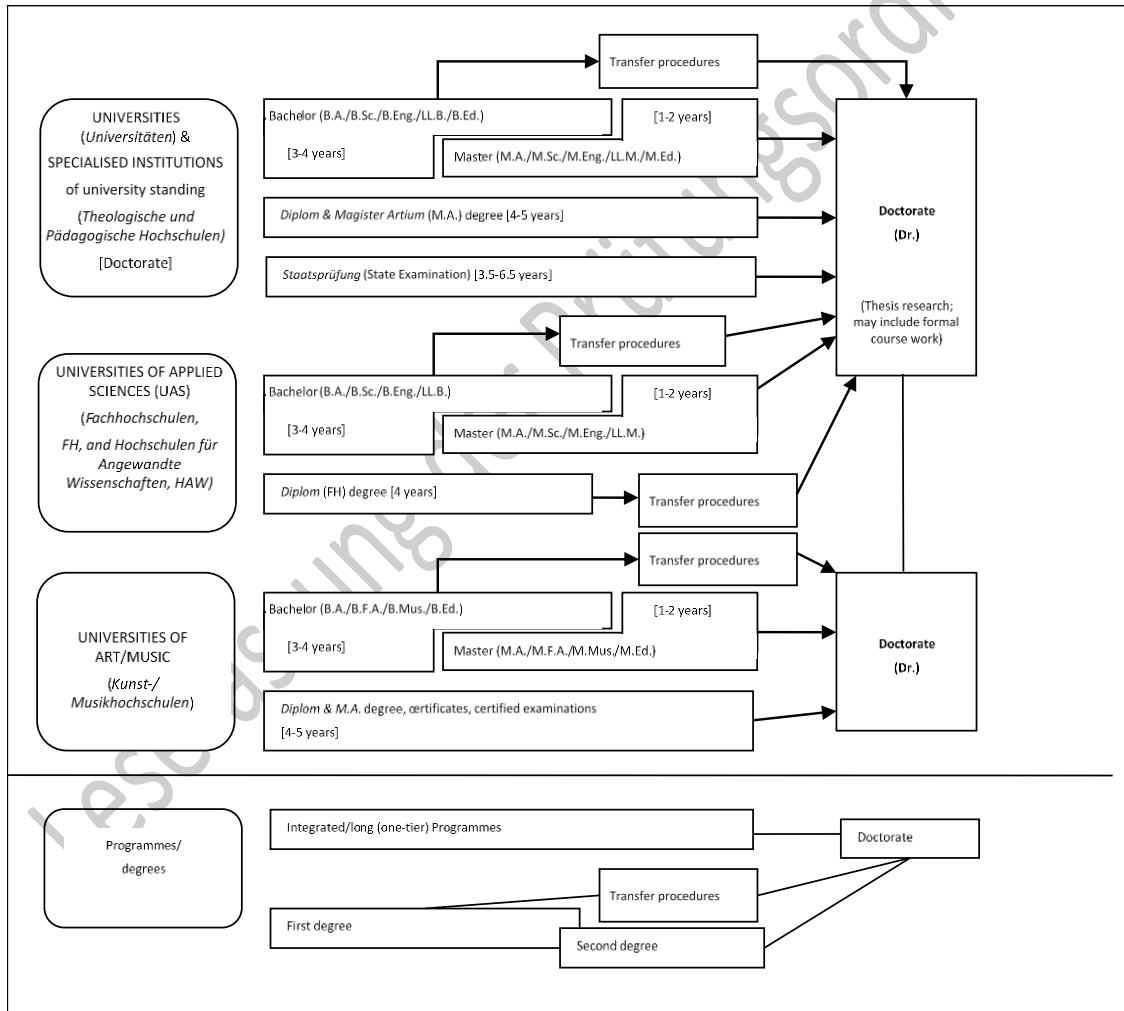 Transfer procedures
UNIVERSITIES
(Universitäten) &
SPECIALISED INSTITUTIONS
of university standing
(Theologische und
Pädagogische Hochschulen)
[Doctorate]
Bachelor (B.A./B.Sc./B.Eng./LL.B./B.Ed.)
[3-4 years]
[1-2 years]
Master (M.A./M.Sc./M.Eng./LL.M./M.Ed.)
Diplom & Magister Artium (M.A.) degree [4-5 years]
Staatsprüfung (State Examination) [3.5-6.5 years]
Doctorate
(Dr.)
(Thesis research;
may include formal
course work)
Transfer procedures
UNIVERSITIES OF APPLIED
SCIENCES (UAS)
(Fachhochschulen,
FH, and Hochschulen für
Angewandte
Wissenschaften, HAW)
Bachelor (B.A./B.Sc./B.Eng./LL.B.)
[3-4 years]
[1-2 years]
Master (M.A./M.Sc./M.Eng./LL.M.)
Diplom (FH) degree [4 years]
Transfer procedures
Transfer procedures
UNIVERSITIES OF
ART/MUSIC
(Kunst-/
Musikhochschulen)
Bachelor (B.A./B.F.A./B.Mus./B.Ed.)
[3-4 years]
[1-2 years]
Master (M.A./M.F.A./M.Mus./M.Ed.)
Diplom & M.A. degree, certificates, certified examinations
[4-5 years]
Doctorate
(Dr.)
Programmes/
degrees
Integrated/long (one-tier) Programmes
Doctorate
Transfer procedures
First degree
Second degree